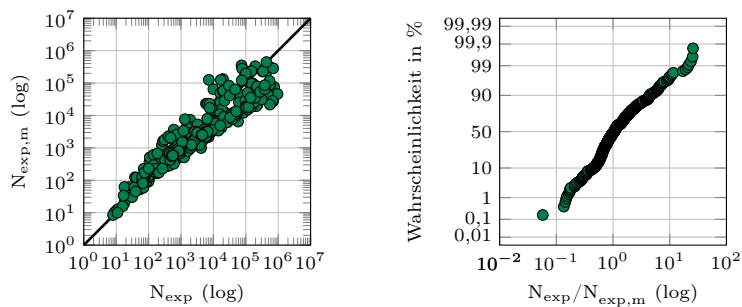 10^7
10^6
10^5
10^4
10^3
10^2
10^1
10^0
N_exp,m (log)
10^0 10^1 10^2 10^3 10^4 10^5 10^6 10^7
N_exp (log)
99,99
99,9
99
90
50
10
1
0,1
0,01
Wahrscheinlichkeit in %
10^-2 10^-1 10^0 10^1 10^2
N_exp/N_exp,m (log)